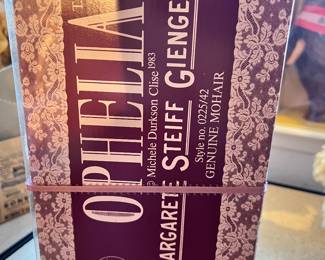 OPHELIA
© Michele Durkson Clise 1983
MARGARETE STEIFF GIENGEN
Style no. 0225/42
GENUINE MOHAIR